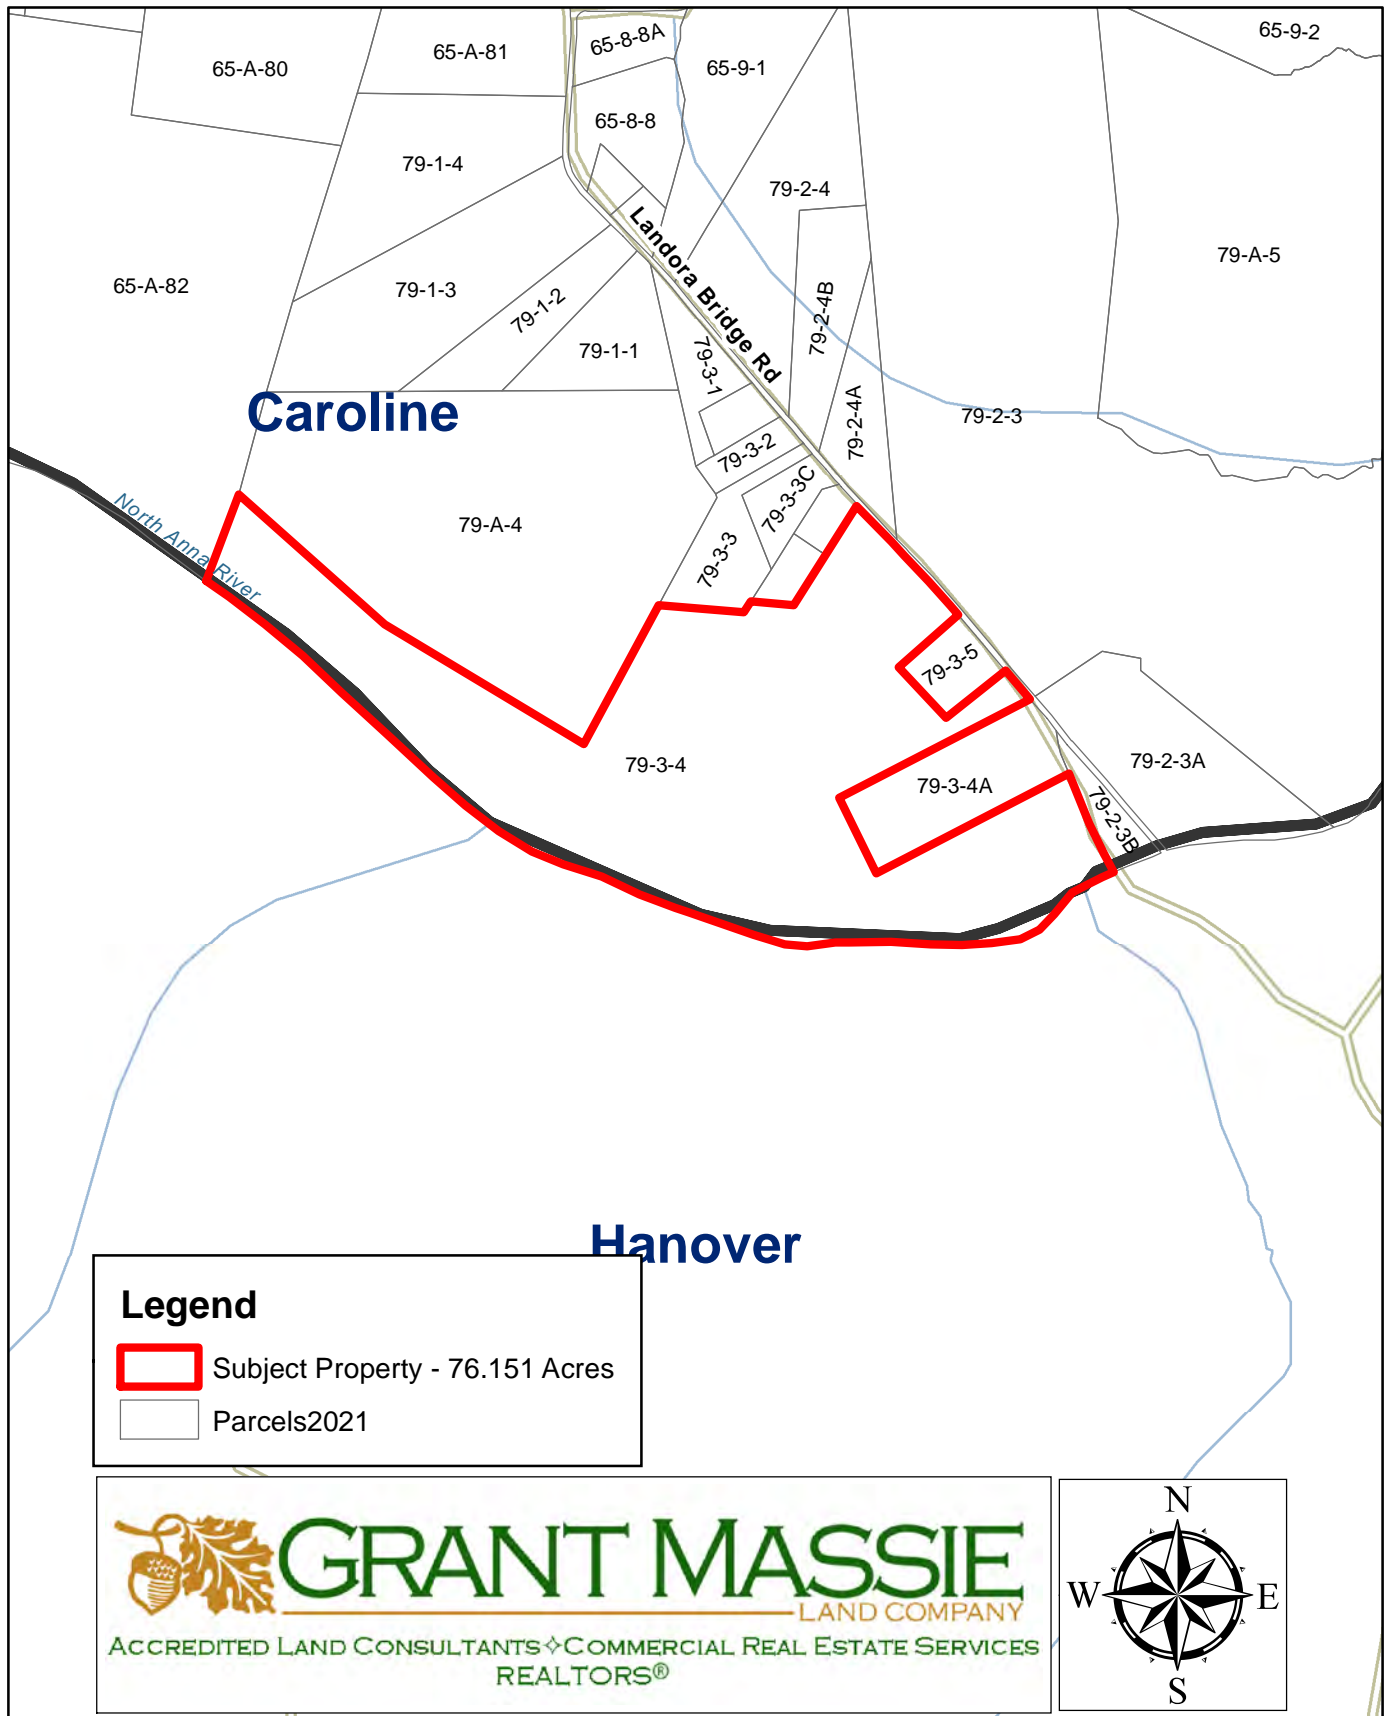 65-8-8A
65-9-2
65-A-81
65-A-80
65-9-1
65-8-8
79-1-4
79-2-4
Landora Bridge Rd
79-A-5
65-A-82
79-1-3
79-1-2
79-2-4B
79-1-1
79-3-1
Caroline
79-2-4A
79-2-3
79-3-2
79-3-3C
North Anna River
79-A-4
79-3-3
79-3-5
79-3-4
79-2-3A
79-3-4A
79-2-3B
Hanover
Legend
Subject Property - 76.151 Acres
Parcels2021
GRANT MASSIE
LAND COMPANY
ACCREDITED LAND CONSULTANTS✧COMMERCIAL REAL ESTATE SERVICES
REALTORS®
N
W E
S